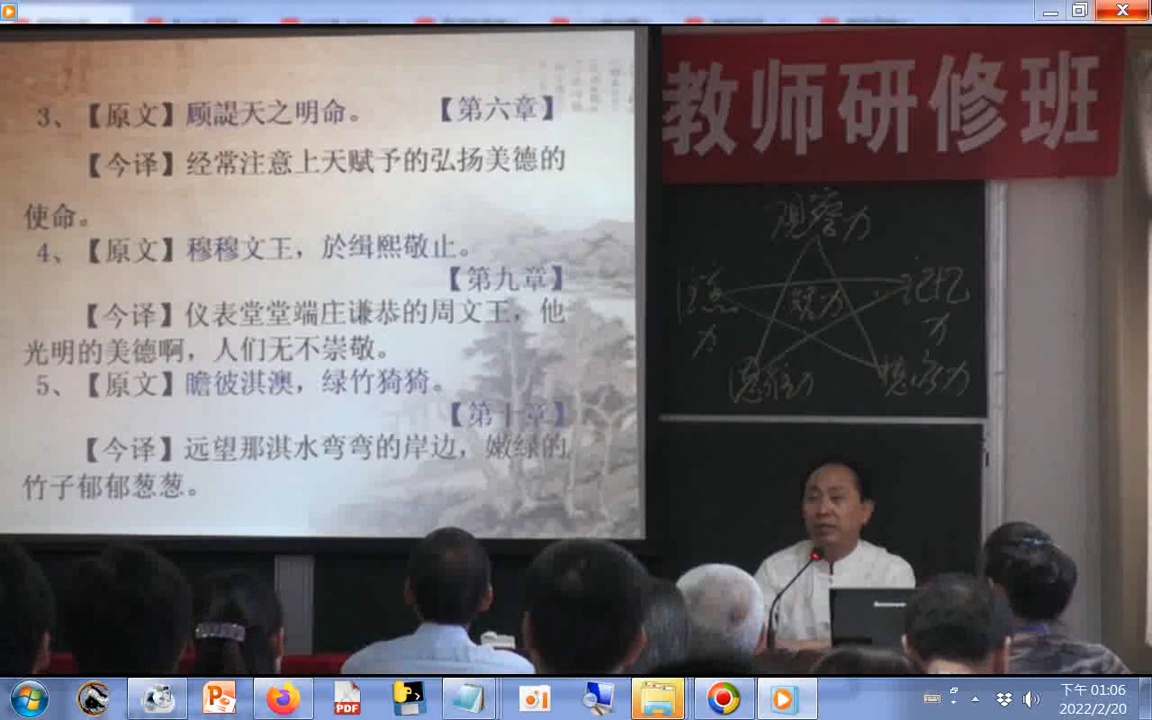 3、【原文】顾諟天之明命。 【第六章】
【今译】经常注意上天赋予的弘扬美德的
使命。
4、【原文】穆穆文王，於缉熙敬止。
【第九章】
【今译】仪表堂堂端庄谦恭的周文王，他
光明的美德啊，人们无不崇敬。
5、【原文】瞻彼淇澳，绿竹猗猗。
【第十章】
【今译】远望那淇水弯弯的岸边，嫩绿的
竹子郁郁葱葱。
教师研修班
观察力
注意力
记忆力
思维力
下午 01:06
2022/2/20